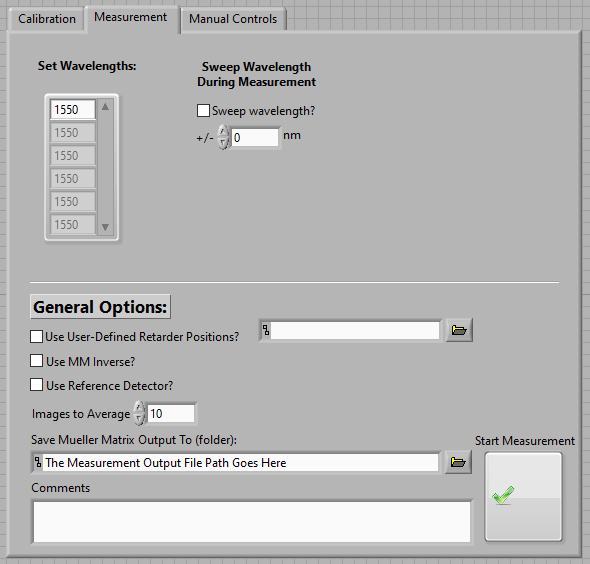 Calibration
Measurement
Manual Controls
Set Wavelengths:
1550
1550
1550
1550
1550
1550
Sweep Wavelength
During Measurement
Sweep wavelength?
+/- 0 nm
General Options:
Use User-Defined Retarder Positions?
Use MM Inverse?
Use Reference Detector?
Images to Average 10
Save Mueller Matrix Output To (folder):
The Measurement Output File Path Goes Here
Comments
Start Measurement